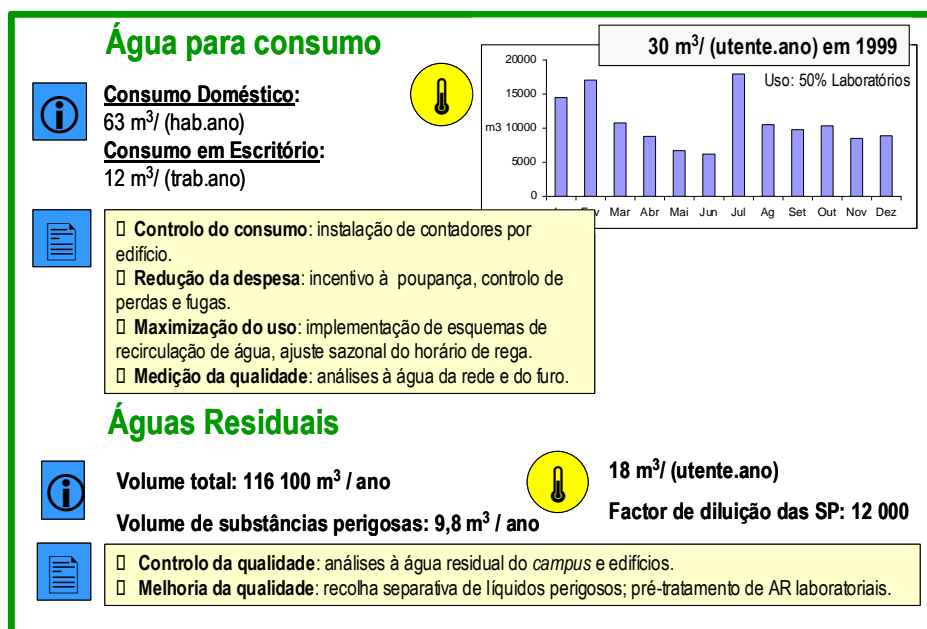 Água para consumo
30 m³/ (utente.ano) em 1999
Uso: 50% Laboratórios
20000
15000
m3 10000
5000
0
Mar Abr Mai Jun Jul Ag Set Out Nov Dez
Consumo Doméstico:
63 m³/ (hab.ano)
Consumo em Escritório:
12 m³/ (trab.ano)
Controlo do consumo: instalação de contadores por
edifício.
Redução da despesa: incentivo à poupança, controlo de
perdas e fugas.
Maximização do uso: implementação de esquemas de
recirculação de água, ajuste sazonal do horário de rega.
Medição da qualidade: análises à água da rede e do furo.
Águas Residuais
Volume total: 116 100 m³ / ano
Volume de substâncias perigosas: 9,8 m³ / ano
18 m³/ (utente.ano)
Factor de diluição das SP: 12 000
Controlo da qualidade: análises à água residual do campus e edifícios.
Melhoria da qualidade: recolha separativa de líquidos perigosos; pré-tratamento de AR laboratoriais.